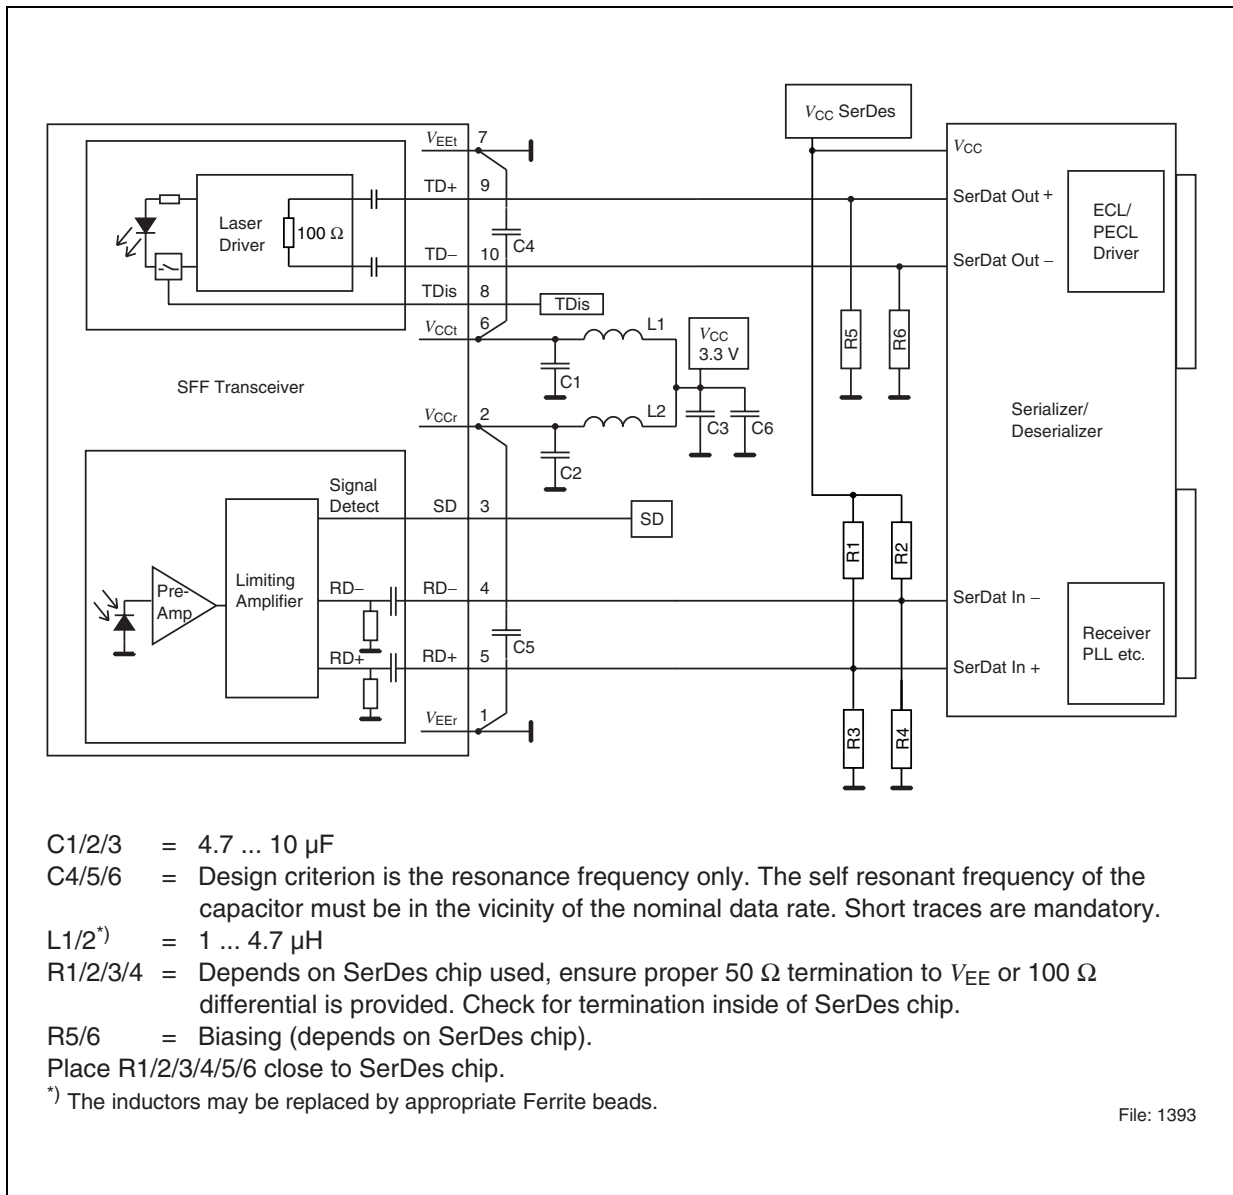 V_CC SerDes
V_EEt 7
V_CC
TD+ 9
SerDat Out +
ECL/
PECL
Driver
Laser
Driver
100 Ω
C4
TD− 10
SerDat Out −
TDis 8
TDis
V_CCt 6
L1
V_CC
3.3 V
R5
R6
C1
SFF Transceiver
V_CCr 2
L2
C3
C6
Serializer/
Deserializer
C2
Signal
Detect
SD 3
SD
R1
R2
Pre-
Amp
Limiting
Amplifier
RD−
RD− 4
SerDat In −
Receiver
PLL etc.
C5
RD+
RD+ 5
SerDat In +
V_EEr 1
R3
R4
C1/2/3 = 4.7 ... 10 µF
C4/5/6 = Design criterion is the resonance frequency only. The self resonant frequency of the
capacitor must be in the vicinity of the nominal data rate. Short traces are mandatory.
L1/2*) = 1 ... 4.7 µH
R1/2/3/4 = Depends on SerDes chip used, ensure proper 50 Ω termination to V_EE or 100 Ω
differential is provided. Check for termination inside of SerDes chip.
R5/6 = Biasing (depends on SerDes chip).
Place R1/2/3/4/5/6 close to SerDes chip.
*) The inductors may be replaced by appropriate Ferrite beads.
File: 1393